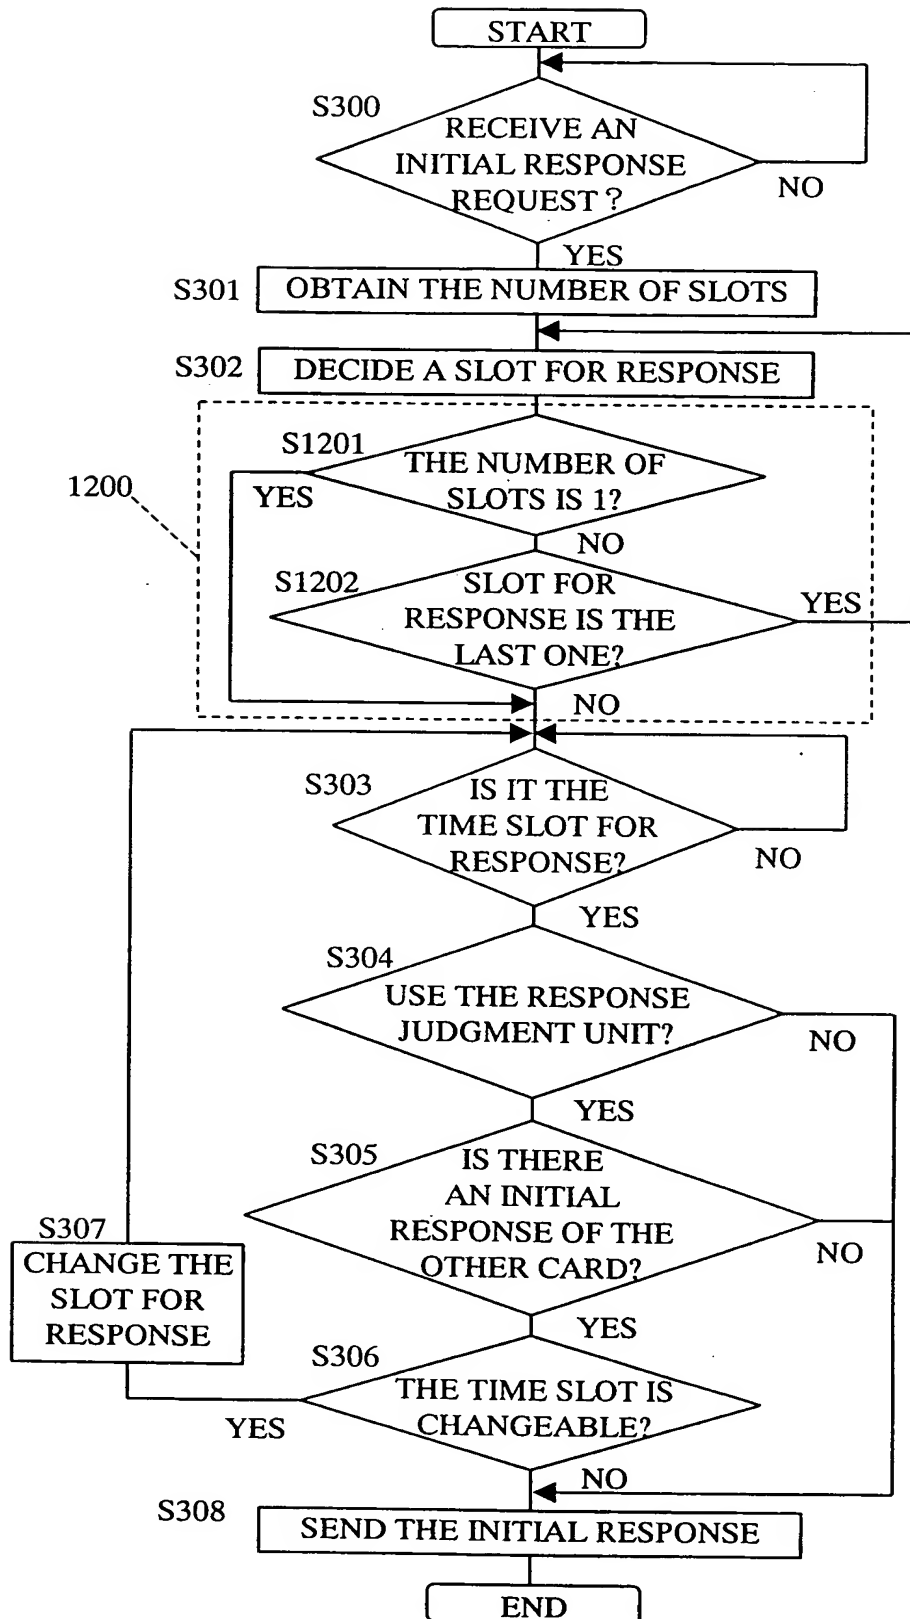 START
S300
RECEIVE AN
INITIAL RESPONSE
REQUEST ?
NO
YES
S301
OBTAIN THE NUMBER OF SLOTS
S302
DECIDE A SLOT FOR RESPONSE
S1201
THE NUMBER OF
SLOTS IS 1?
YES
1200
NO
S1202
SLOT FOR
RESPONSE IS THE
LAST ONE?
YES
NO
S303
IS IT THE
TIME SLOT FOR
RESPONSE?
NO
YES
S304
USE THE RESPONSE
JUDGMENT UNIT?
NO
YES
S305
IS THERE
AN INITIAL
RESPONSE OF THE
OTHER CARD?
NO
S307
CHANGE THE
SLOT FOR
RESPONSE
YES
S306
THE TIME SLOT IS
CHANGEABLE?
YES
NO
S308
SEND THE INITIAL RESPONSE
END